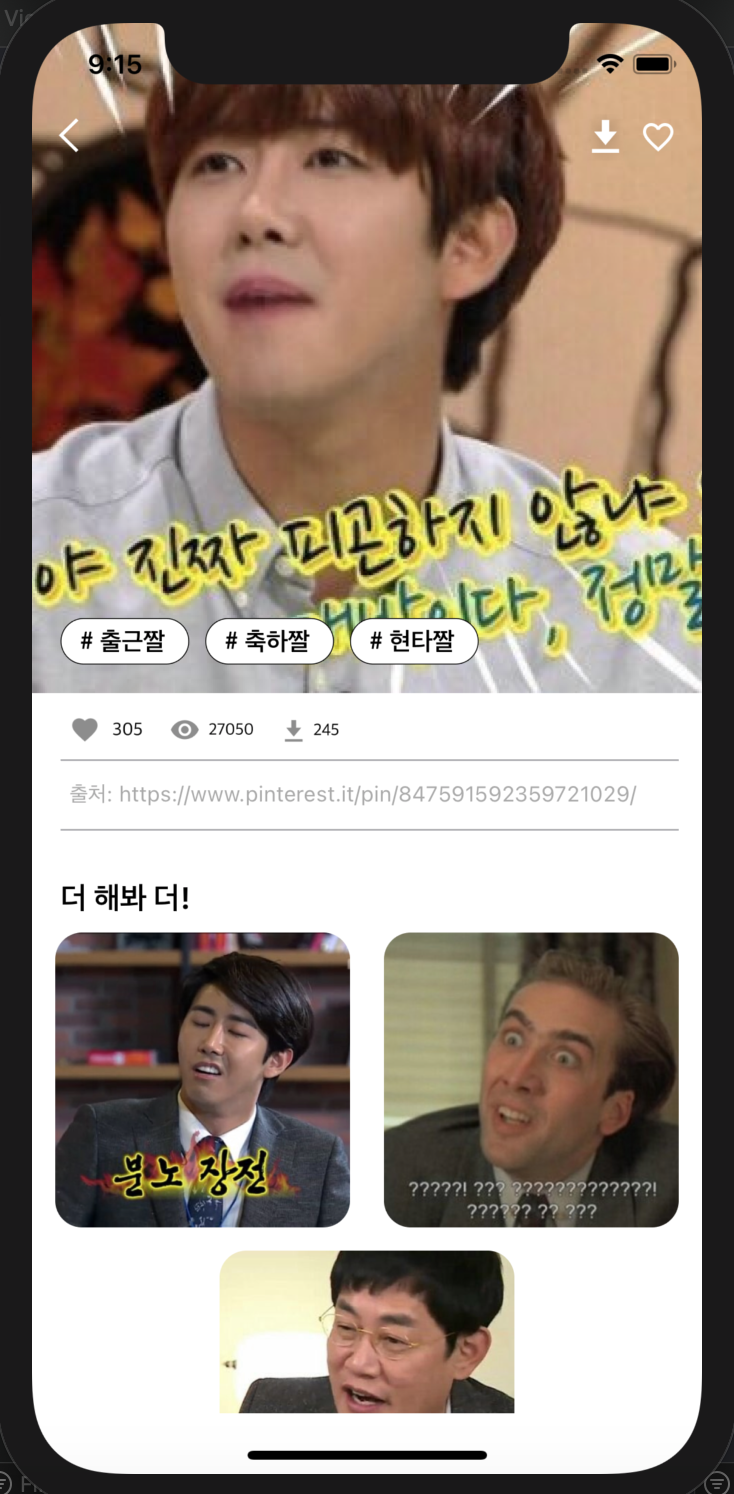 9:15
야 진짜 피곤하지 않냐
대박이다, 정말
# 출근짤
# 축하짤
# 현타짤
305 27050 245
출처: https://www.pinterest.it/pin/847591592359721029/
더 해봐 더!
분노 장전
?????! ??? ?????????????!
?????? ?? ???